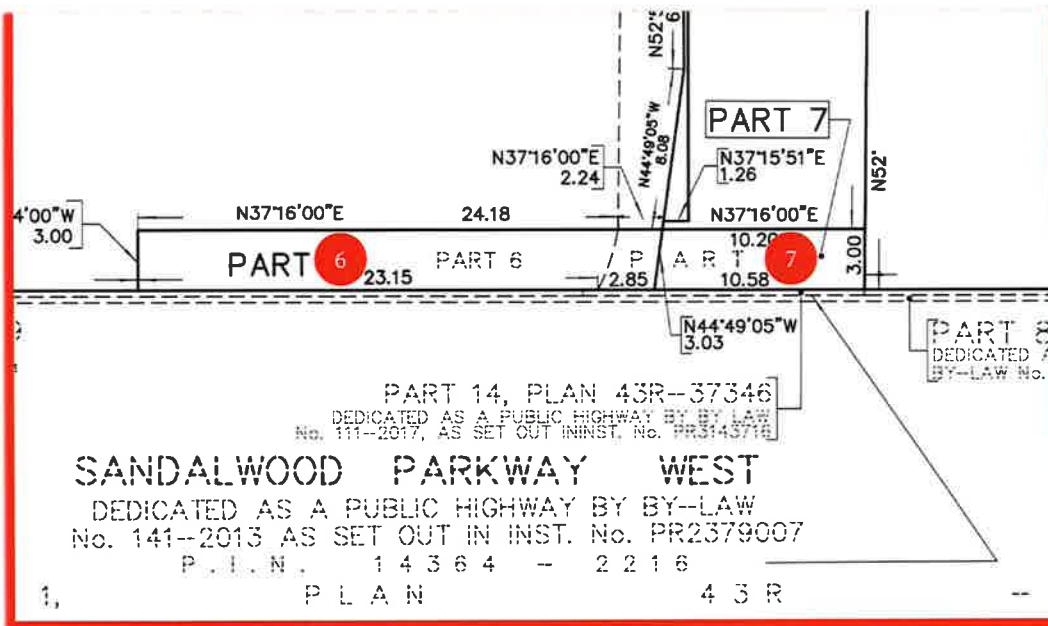 N52°
6
N44°49'05"W
8.08
PART 7
N37°16'00"E
2.24
N37°15'51"E
1.26
N52°
4'00"W
3.00
N37°16'00"E 24.18
N37°16'00"E
10.20
3.00
PART 6
PART 6
PART 7
23.15
2.85
10.58
N44°49'05"W
3.03
PART 8
DEDICATED A
BY-LAW No.
9
PART 14, PLAN 43R-37346
DEDICATED AS A PUBLIC HIGHWAY BY BY LAW
No. 111-2017, AS SET OUT ININST. No. PR3143716
SANDALWOOD PARKWAY WEST
DEDICATED AS A PUBLIC HIGHWAY BY BY-LAW
No. 141-2013 AS SET OUT IN INST. No. PR2379007
P.I.N. 14364 - 2216
1, PLAN 43R --